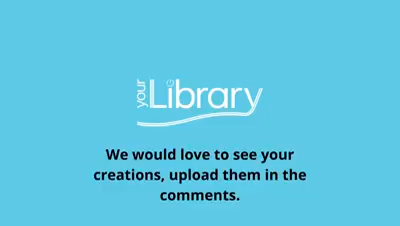 your
Library
We would love to see your
creations, upload them in the
comments.